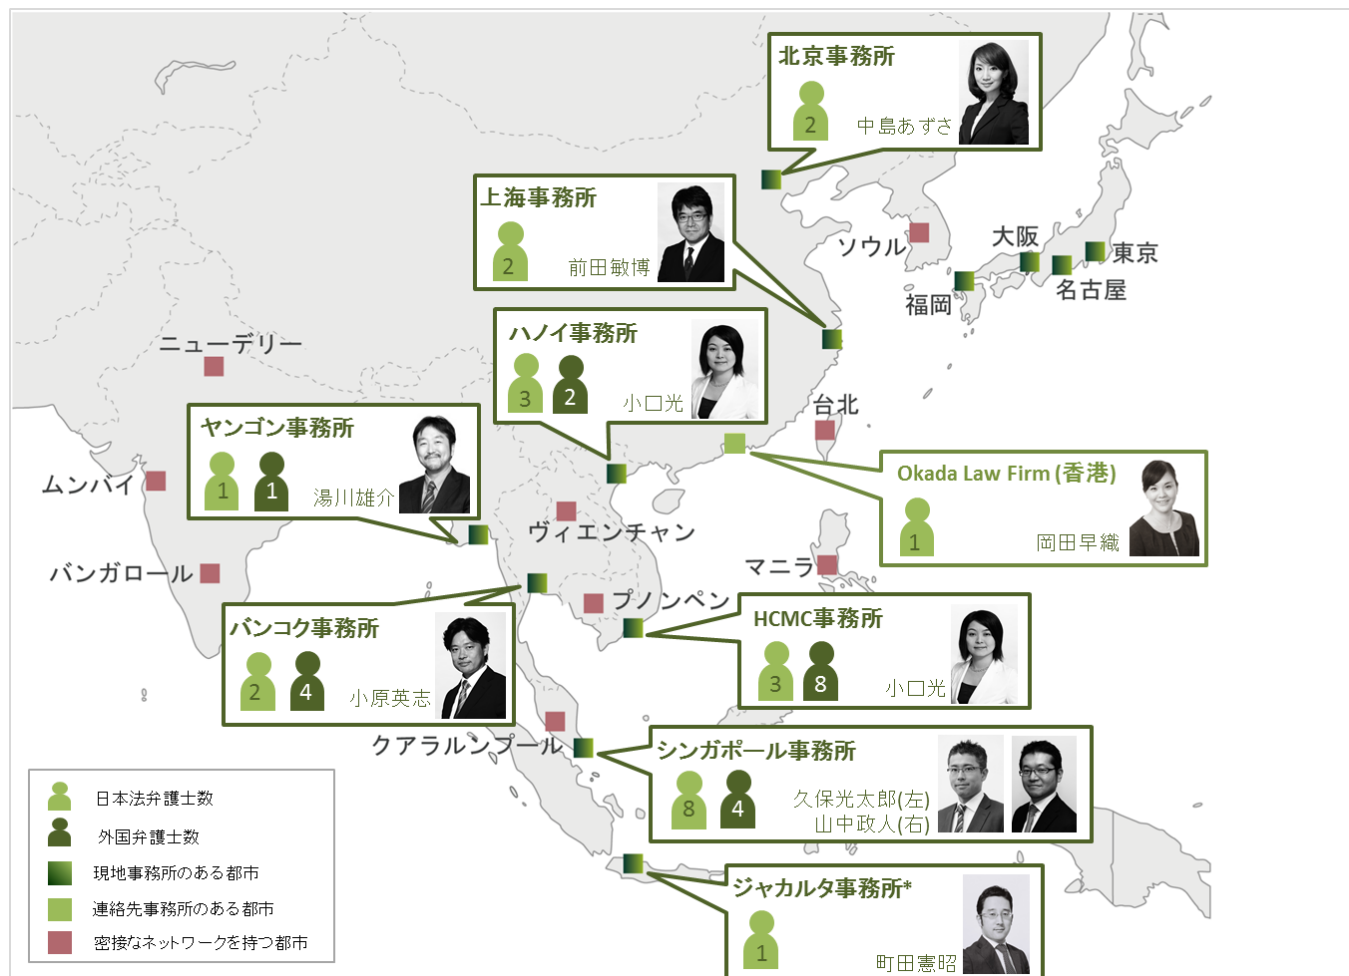 北京事務所
2
中島あずさ
上海事務所
2
前田敏博
ソウル
大阪
東京
名古屋
福岡
ハノイ事務所
3
2
小口光
ニューデリー
台北
ヤンゴン事務所
1
1
湯川雄介
ムンバイ
Okada Law Firm (香港)
1
岡田早織
ヴィエンチャン
バンガロール
マニラ
プノンペン
バンコク事務所
2
4
小原英志
HCMC事務所
3
8
小口光
クアラルンプール
シンガポール事務所
8
4
久保光太郎(左)
山中政人(右)
ジャカルタ事務所*
1
町田憲昭
日本法弁護士数
外国弁護士数
現地事務所のある都市
連絡先事務所のある都市
密接なネットワークを持つ都市